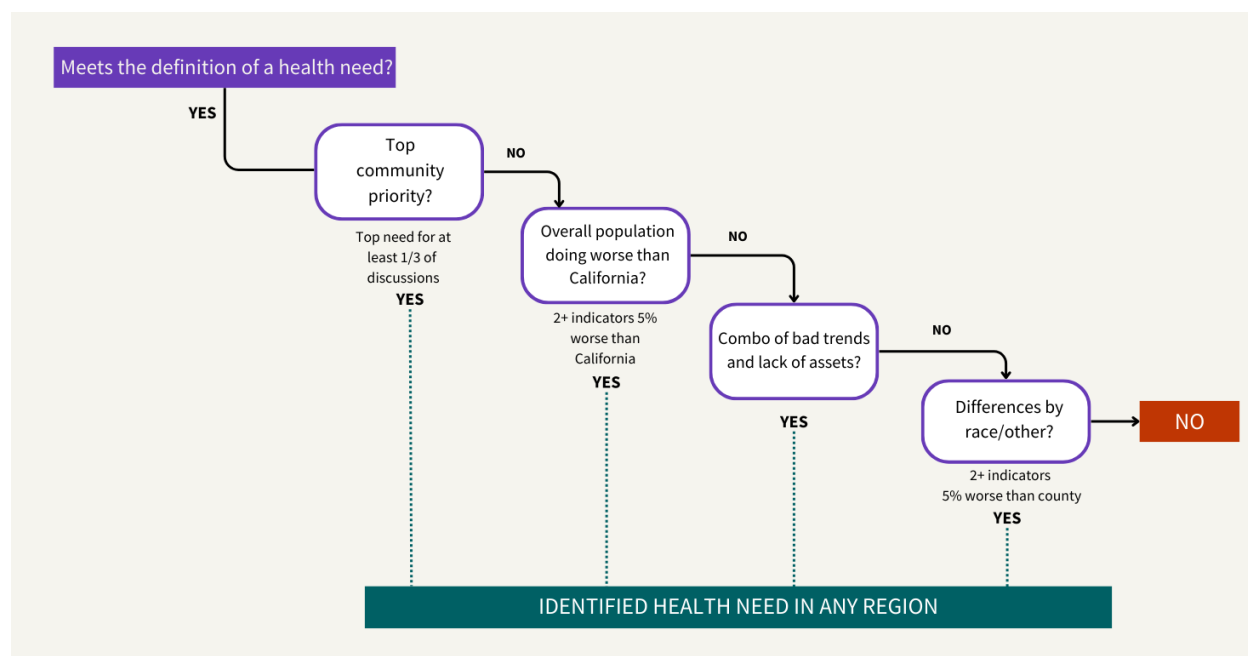 Meets the definition of a health need?
YES
Top
community
priority?
NO
Top need for at
least 1/3 of
discussions
YES
Overall population
doing worse than
California?
NO
2+ indicators 5%
worse than
California
YES
Combo of bad trends
and lack of assets?
NO
YES
Differences by
race/other?
NO
2+ indicators
5% worse than county
YES
IDENTIFIED HEALTH NEED IN ANY REGION